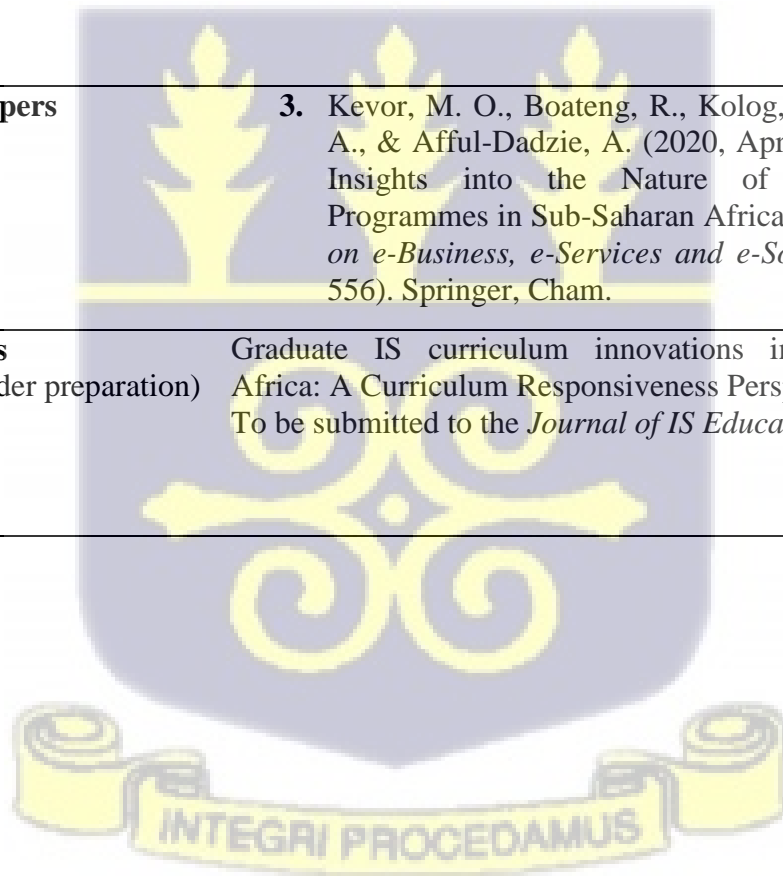 pers
3. Kevor, M. O., Boateng, R., Kolog,
A., & Afful-Dadzie, A. (2020, Apr
Insights into the Nature of
Programmes in Sub-Saharan Africa
on e-Business, e-Services and e-So
556). Springer, Cham.
s
der preparation)
Graduate IS curriculum innovations in
Africa: A Curriculum Responsiveness Pers
To be submitted to the Journal of IS Educa
INTEGRI PROCEDAMUS